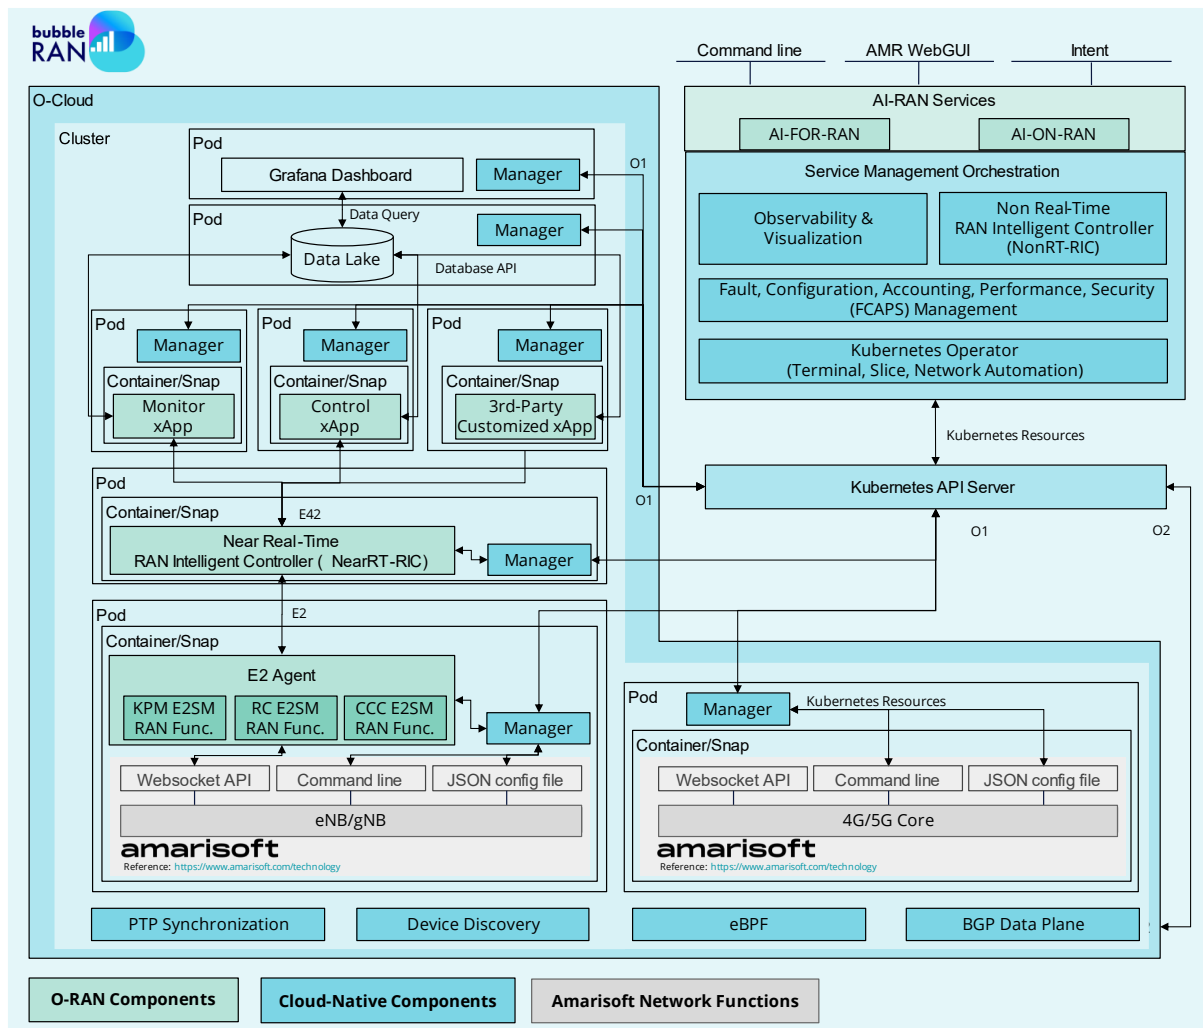 bubble
RAN
Command line
AMR WebGUI
Intent
O-Cloud
AI-RAN Services
AI-FOR-RAN
AI-ON-RAN
Cluster
Pod
Grafana Dashboard
Manager
O1
Service Management Orchestration
Observability &
Visualization
Non Real-Time
RAN Intelligent Controller
(NonRT-RIC)
Data Query
Pod
Manager
Data Lake
Database API
Fault, Configuration, Accounting, Performance, Security
(FCAPS) Management
Kubernetes Operator
(Terminal, Slice, Network Automation)
Pod
Manager
Container/Snap
Monitor
xApp
Pod
Manager
Container/Snap
Control
xApp
Pod
Manager
Container/Snap
3rd-Party
Customized xApp
Kubernetes Resources
Kubernetes API Server
O1
O1
O2
Pod
Container/Snap
E42
Near Real-Time
RAN Intelligent Controller ( NearRT-RIC)
Manager
E2
Pod
Container/Snap
E2 Agent
KPM E2SM
RAN Func.
RC E2SM
RAN Func.
CCC E2SM
RAN Func.
Manager
Websocket API
Command line
JSON config file
eNB/gNB
amarisoft
Reference: https://www.amarisoft.com/technology
Pod
Manager
Kubernetes Resources
Container/Snap
Websocket API
Command line
JSON config file
4G/5G Core
amarisoft
Reference: https://www.amarisoft.com/technology
PTP Synchronization
Device Discovery
eBPF
BGP Data Plane
O-RAN Components
Cloud-Native Components
Amarisoft Network Functions